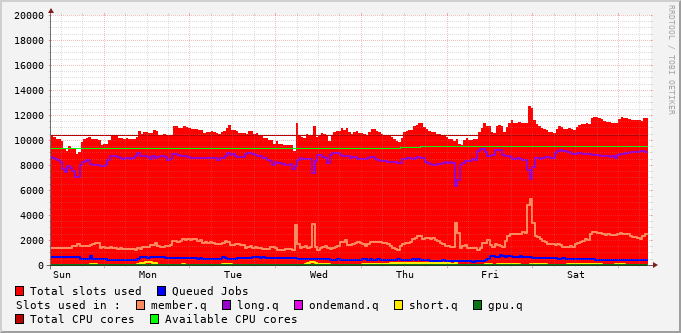 RRDTOOL / TOBI OETIKER
20000
18000
16000
14000
12000
10000
8000
6000
4000
2000
0
Sun Mon Tue Wed Thu Fri Sat
Total slots used Queued Jobs
Slots used in : member.q long.q ondemand.q short.q gpu.q
Total CPU cores Available CPU cores